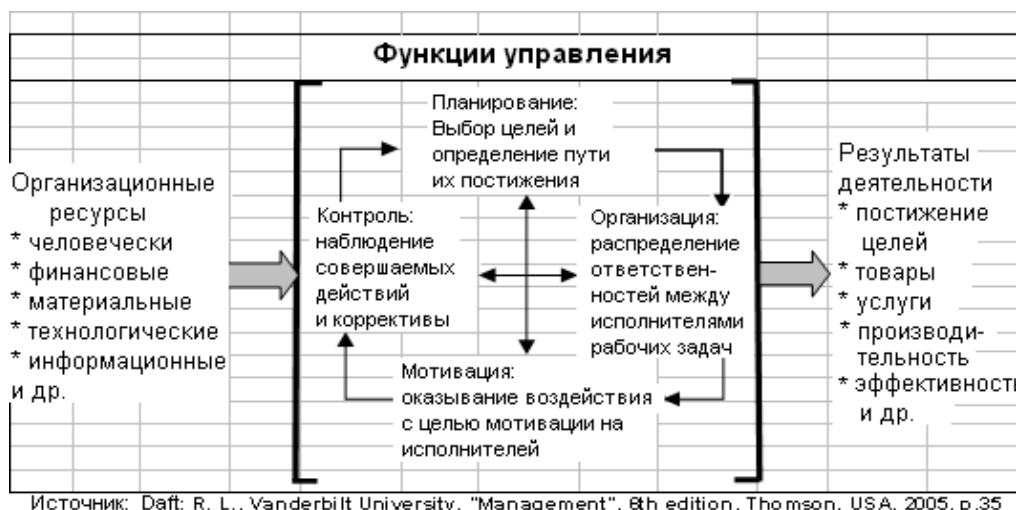 Функции управления
Организационные
ресурсы
* человечески
* финансовые
* материальные
* технологические
* информационные
и др.
Планирование:
Выбор целей и
определение пути
их постижения
Контроль:
наблюдение
совершаемых
действий
и коррективы
Организация:
распределение
ответствен-
ностей между
исполнителями
рабочих задач
Мотивация:
оказывание воздействия
с целью мотивации на
исполнителей
Результаты
деятельности
* постижение
целей
* товары
* услуги
* производи-
тельность
* эффективность
и др.
Источник: Daft: R. L., Vanderbilt University, "Management", 6th edition, Thomson, USA, 2005, p.35